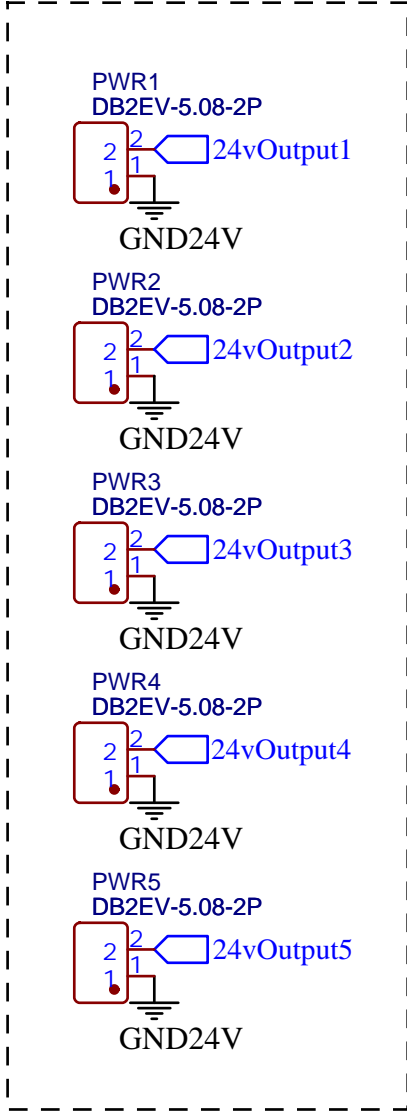 PWR1
DB2EV-5.08-2P
2 2 24vOutput1
1 1
GND24V
PWR2
DB2EV-5.08-2P
2 2 24vOutput2
1 1
GND24V
PWR3
DB2EV-5.08-2P
2 2 24vOutput3
1 1
GND24V
PWR4
DB2EV-5.08-2P
2 2 24vOutput4
1 1
GND24V
PWR5
DB2EV-5.08-2P
2 2 24vOutput5
1 1
GND24V